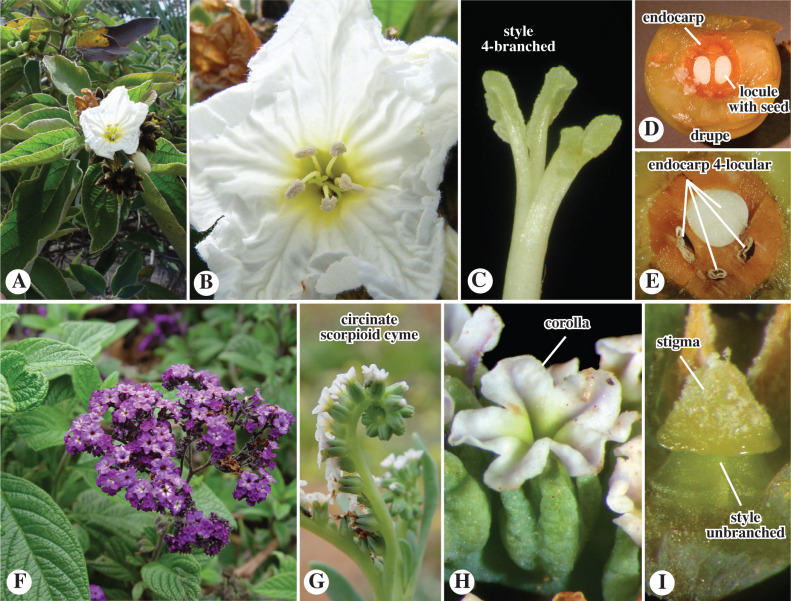 A
B
style
4-branched
C
endocarp
locule
with seed
drupe
D
endocarp 4-locular
E
F
circinate
scorpioid cyme
G
corolla
H
stigma
style
unbranched
I